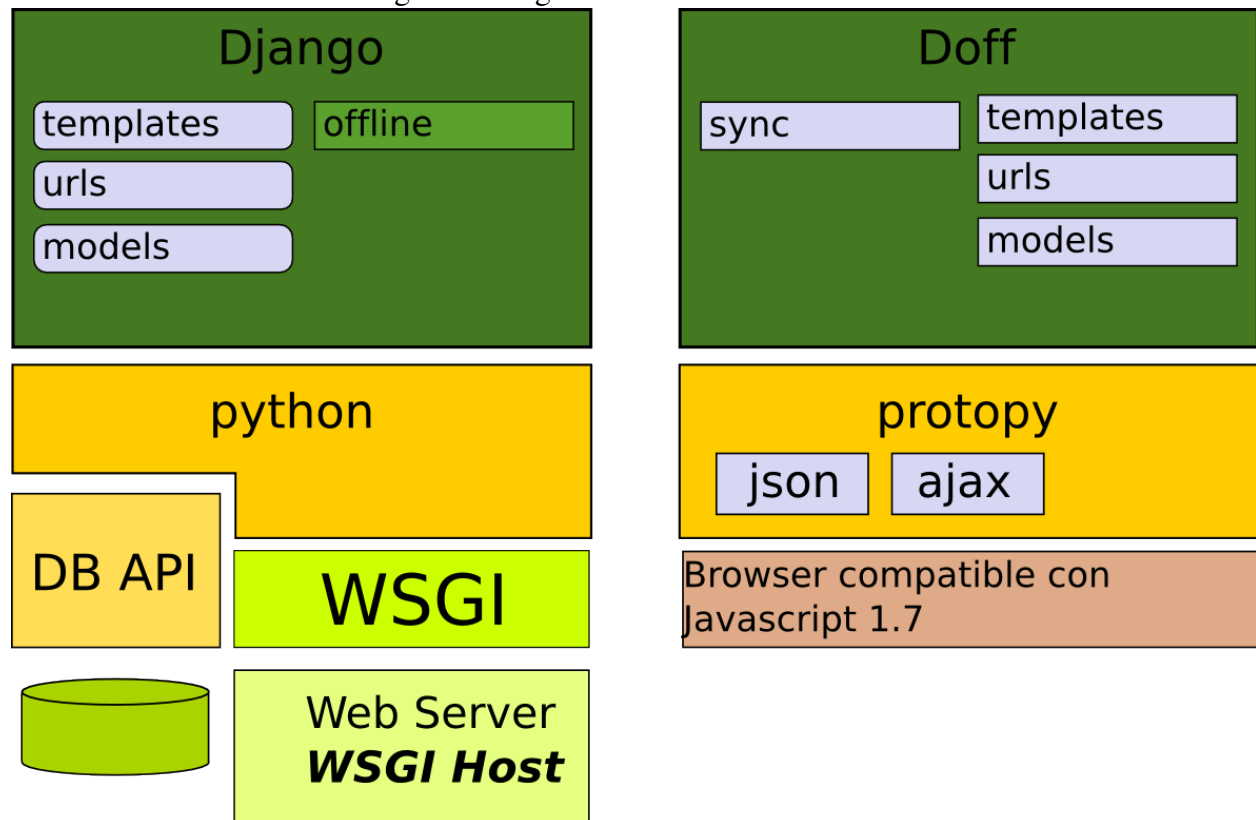 Django
templates
offline
urls
models
python
DB API
WSGI
Web Server
WSGI Host
Doff
sync
templates
urls
models
protopy
json
ajax
Browser compatible con
Javascript 1.7